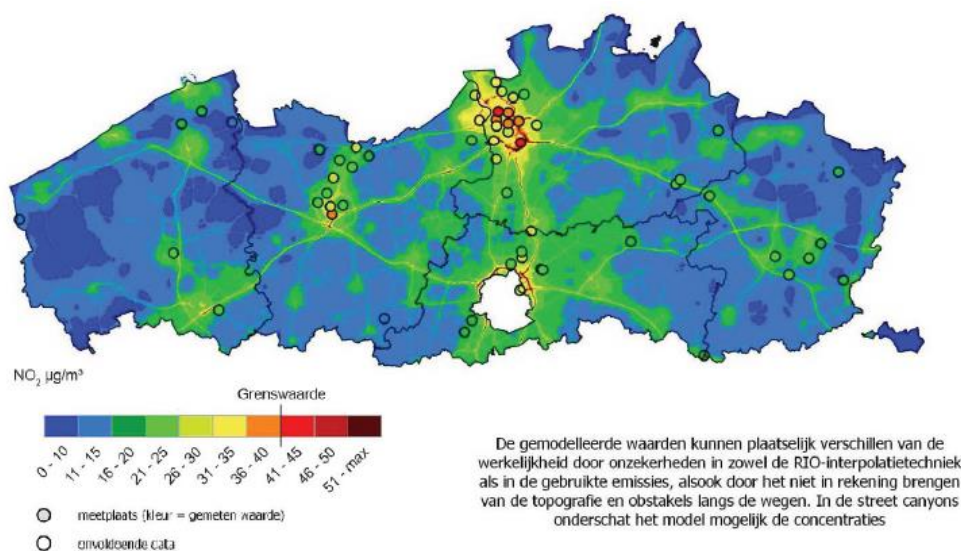 NO₂ µg/m³
Grenswaarde
0 - 10
11 - 15
16 - 20
21 - 25
26 - 30
31 - 35
36 - 40
41 - 45
46 - 50
51 - max
meetplaats (kleur = gemeten waarde)
onvoldoende data
De gemodelleerde waarden kunnen plaatselijk verschillen van de
werkelijkheid door onzekerheden in zowel de RIO-interpolatietechniek
als in de gebruikte emissies, alsook door het niet in rekening brengen
van de topografie en obstakels langs de wegen. In de street canyons
onderschat het model mogelijk de concentraties